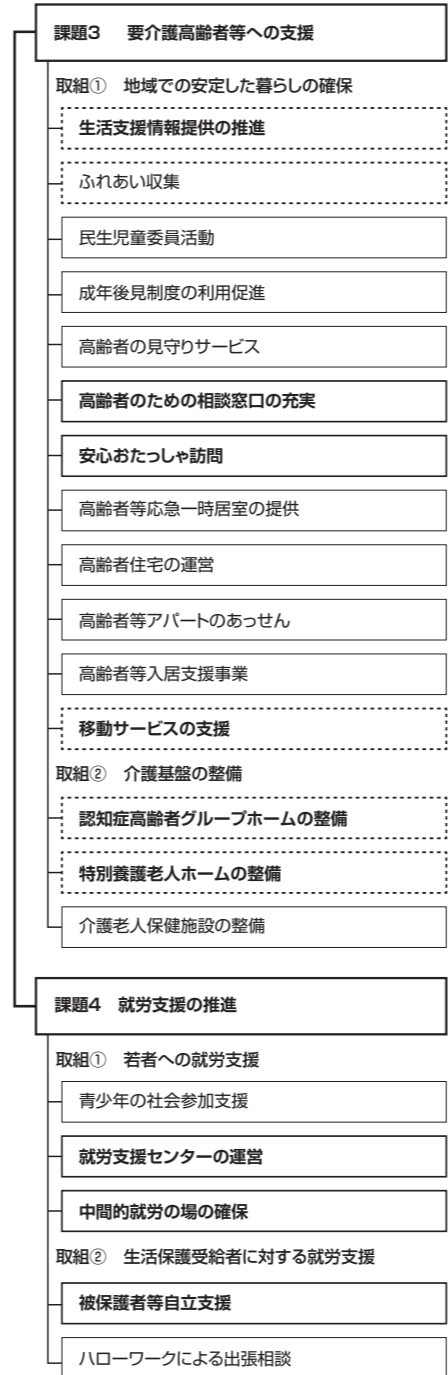 課題3 要介護高齢者等への支援
取組① 地域での安定した暮らしの確保
生活支援情報提供の推進
ふれあい収集
民生児童委員活動
成年後見制度の利用促進
高齢者の見守りサービス
高齢者のための相談窓口の充実
安心おたっしゃ訪問
高齢者等応急一時居室の提供
高齢者住宅の運営
高齢者等アパートのあっせん
高齢者等入居支援事業
移動サービスの支援
取組② 介護基盤の整備
認知症高齢者グループホームの整備
特別養護老人ホームの整備
介護老人保健施設の整備
課題4 就労支援の推進
取組① 若者への就労支援
青少年の社会参加支援
就労支援センターの運営
中間的就労の場の確保
取組② 生活保護受給者に対する就労支援
被保護者等自立支援
ハローワークによる出張相談